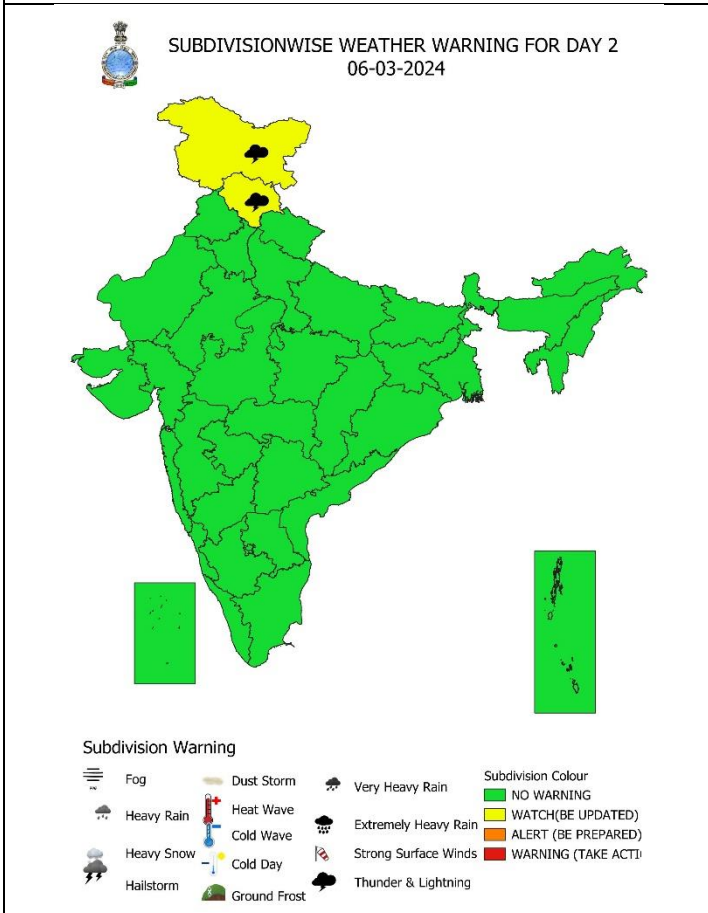 SUBDIVISIONWISE WEATHER WARNING FOR DAY 2
06-03-2024
Subdivision Warning
Fog
Heavy Rain
Heavy Snow
Hailstorm
Dust Storm
Heat Wave
Cold Wave
Cold Day
Ground Frost
Very Heavy Rain
Extremely Heavy Rain
Strong Surface Winds
Thunder & Lightning
Subdivision Colour
NO WARNING
WATCH(BE UPDATED)
ALERT (BE PREPARED)
WARNING (TAKE ACTI